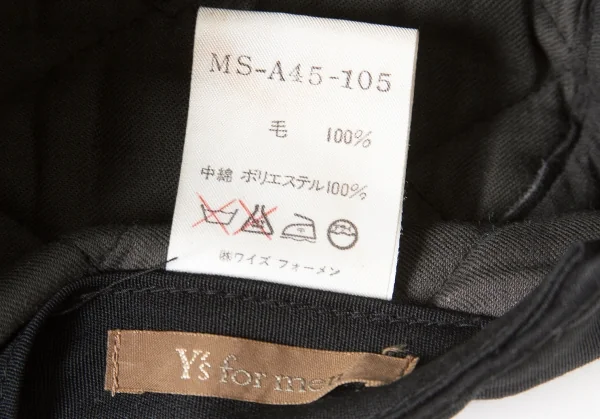 MS-A45-105
毛 100%
中綿 ポリエステル100%
㈱ワイズ フォーメン
Y's for men